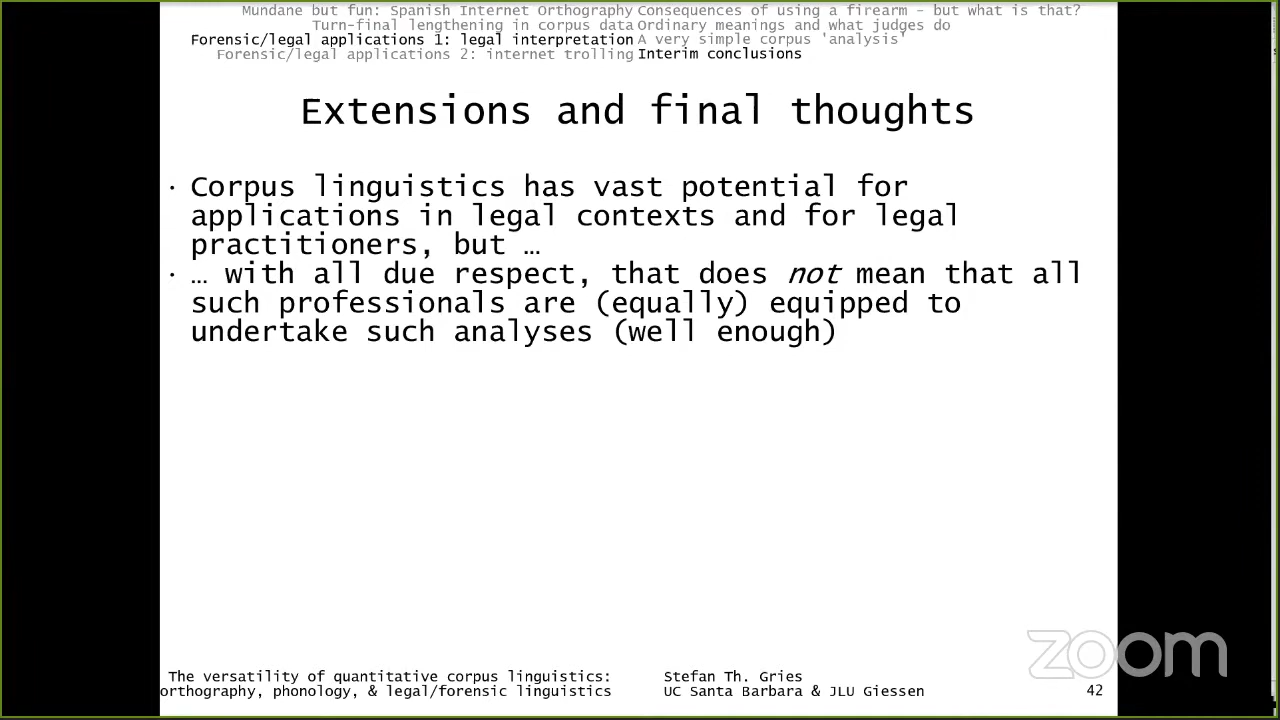 Mundane but fun: Spanish Internet Orthography Consequences of using a firearm – but what is that?
Turn-final lengthening in corpus data Ordinary meanings and what judges do
Forensic/legal applications 1: legal interpretation A very simple corpus 'analysis'
Forensic/legal applications 2: internet trolling Interim conclusions
Extensions and final thoughts
· Corpus linguistics has vast potential for
applications in legal contexts and for legal
practitioners, but …
· … with all due respect, that does not mean that all
such professionals are (equally) equipped to
undertake such analyses (well enough)
The versatility of quantitative corpus linguistics:
orthography, phonology, & legal/forensic linguistics
Stefan Th. Gries
UC Santa Barbara & JLU Giessen
42
zoom